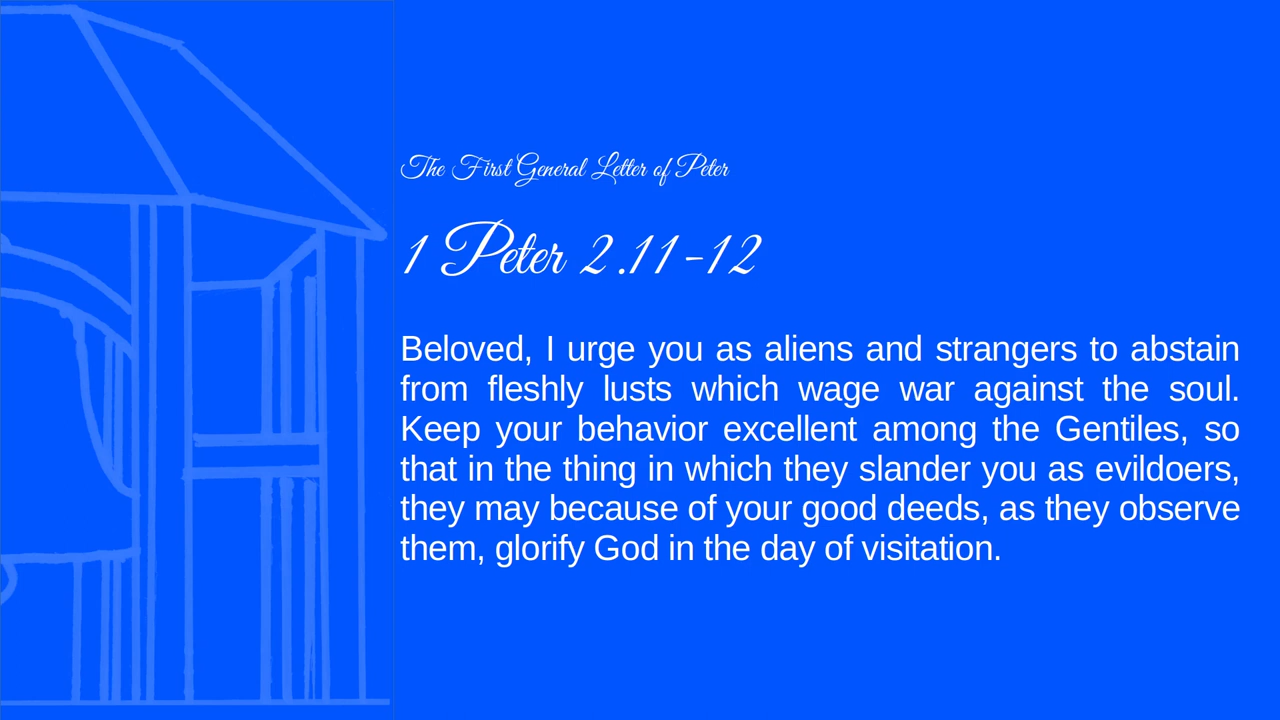 The First General Letter of Peter
1 Peter 2.11-12
Beloved, I urge you as aliens and strangers to abstain
from fleshly lusts which wage war against the soul.
Keep your behavior excellent among the Gentiles, so
that in the thing in which they slander you as evildoers,
they may because of your good deeds, as they observe
them, glorify God in the day of visitation.